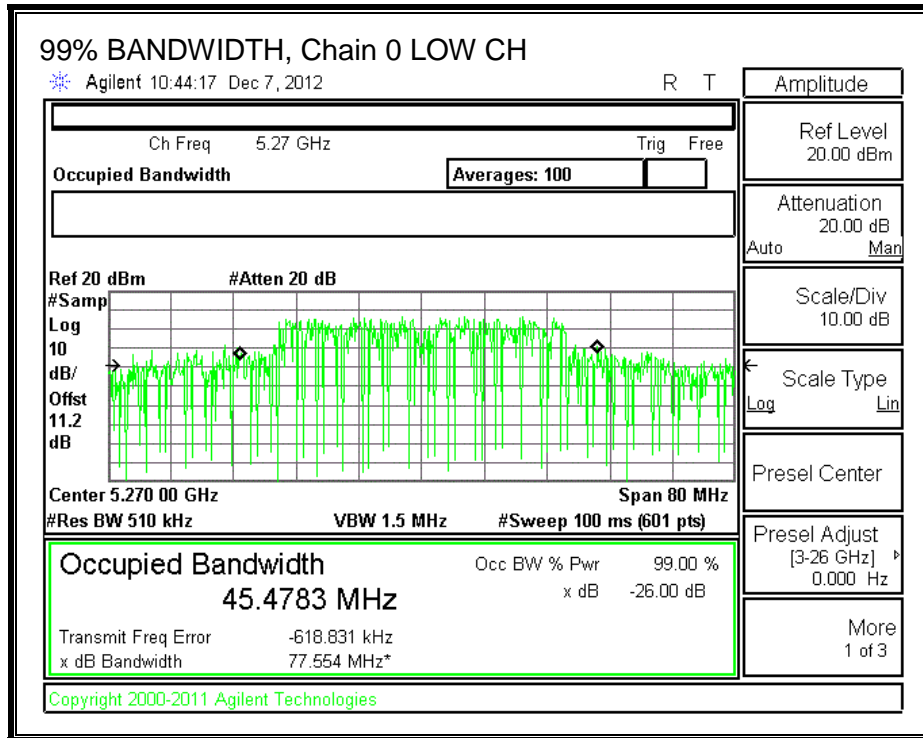 99% BANDWIDTH, Chain 0 LOW CH
Agilent 10:44:17 Dec 7, 2012 R T
Ch Freq 5.27 GHz Trig Free
Occupied Bandwidth Averages: 100
Ref 20 dBm #Atten 20 dB
#Samp
Log
10
dB/
Offst
11.2
dB
Center 5.270 00 GHz Span 80 MHz
#Res BW 510 kHz VBW 1.5 MHz #Sweep 100 ms (601 pts)
Occupied Bandwidth Occ BW % Pwr 99.00 %
45.4783 MHz x dB -26.00 dB
Transmit Freq Error -618.831 kHz
x dB Bandwidth 77.554 MHz*
Copyright 2000-2011 Agilent Technologies
Amplitude
Ref Level
20.00 dBm
Attenuation
20.00 dB
Auto Man
Scale/Div
10.00 dB
Scale Type
Log Lin
Presel Center
Presel Adjust
[3-26 GHz]
0.000 Hz
More
1 of 3